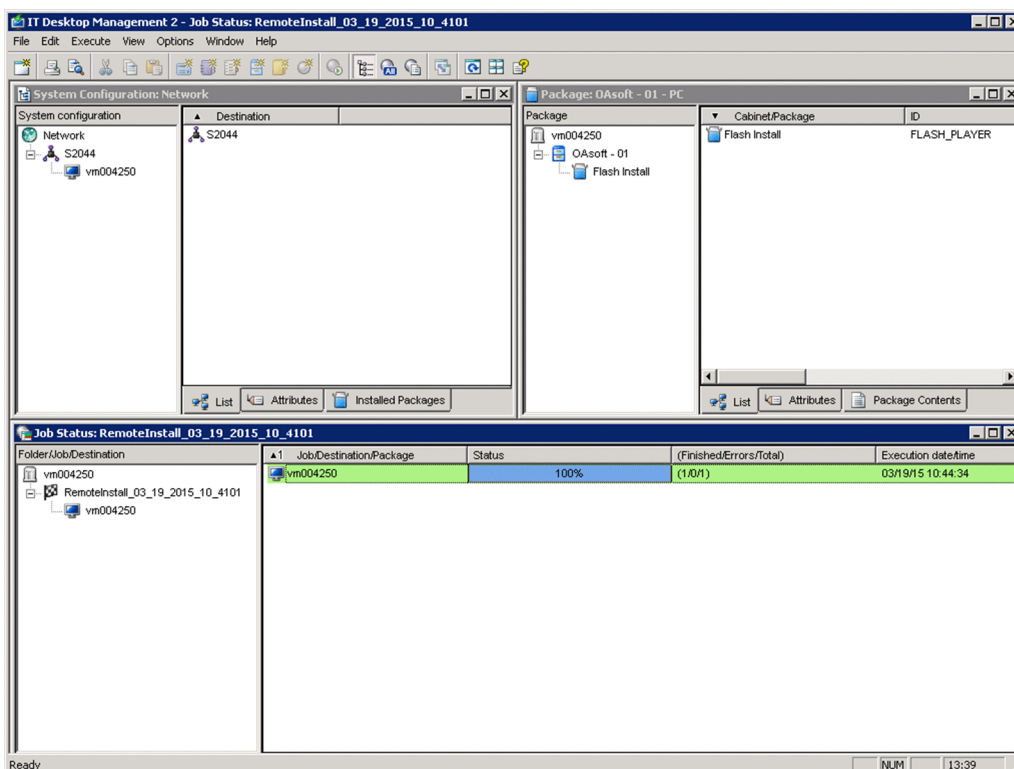 IT Desktop Management 2 - Job Status: RemoteInstall_03_19_2015_10_4101
File Edit Execute View Options Window Help
System Configuration: Network
System configuration
Destination
Network
S2044
vm004250
S2044
List
Attributes
Installed Packages
Package: OAsoft - 01 - PC
Package
Cabinet/Package
ID
vm004250
OAsoft - 01
Flash Install
Flash Install
FLASH_PLAYER
List
Attributes
Package Contents
Job Status: RemoteInstall_03_19_2015_10_4101
Folder/Job/Destination
1 Job/Destination/Package
Status
(Finished/Errors/Total)
Execution date/time
vm004250
RemoteInstall_03_19_2015_10_4101
vm004250
vm004250
100%
(1/0/1)
03/19/15 10:44:34
Ready
NUM
13:39